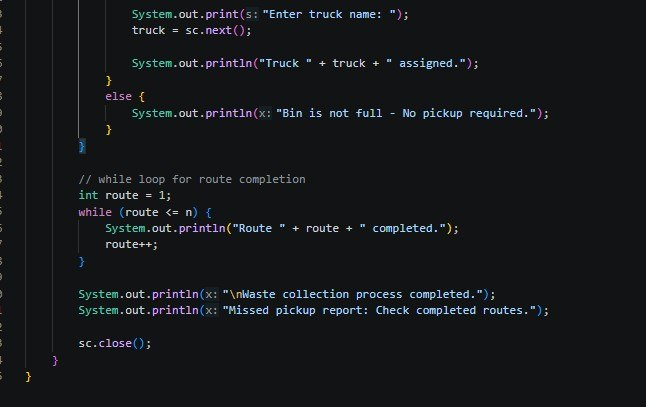 System.out.print(s: "Enter truck name: ");
truck = sc.next();
System.out.println("Truck " + truck + " assigned.");
}
else {
System.out.println(x: "Bin is not full - No pickup required.");
}
}
// while loop for route completion
int route = 1;
while (route <= n) {
System.out.println("Route " + route + " completed.");
route++;
}
System.out.println(x: "\nWaste collection process completed.");
System.out.println(x: "Missed pickup report: Check completed routes.");
sc.close();
}
}